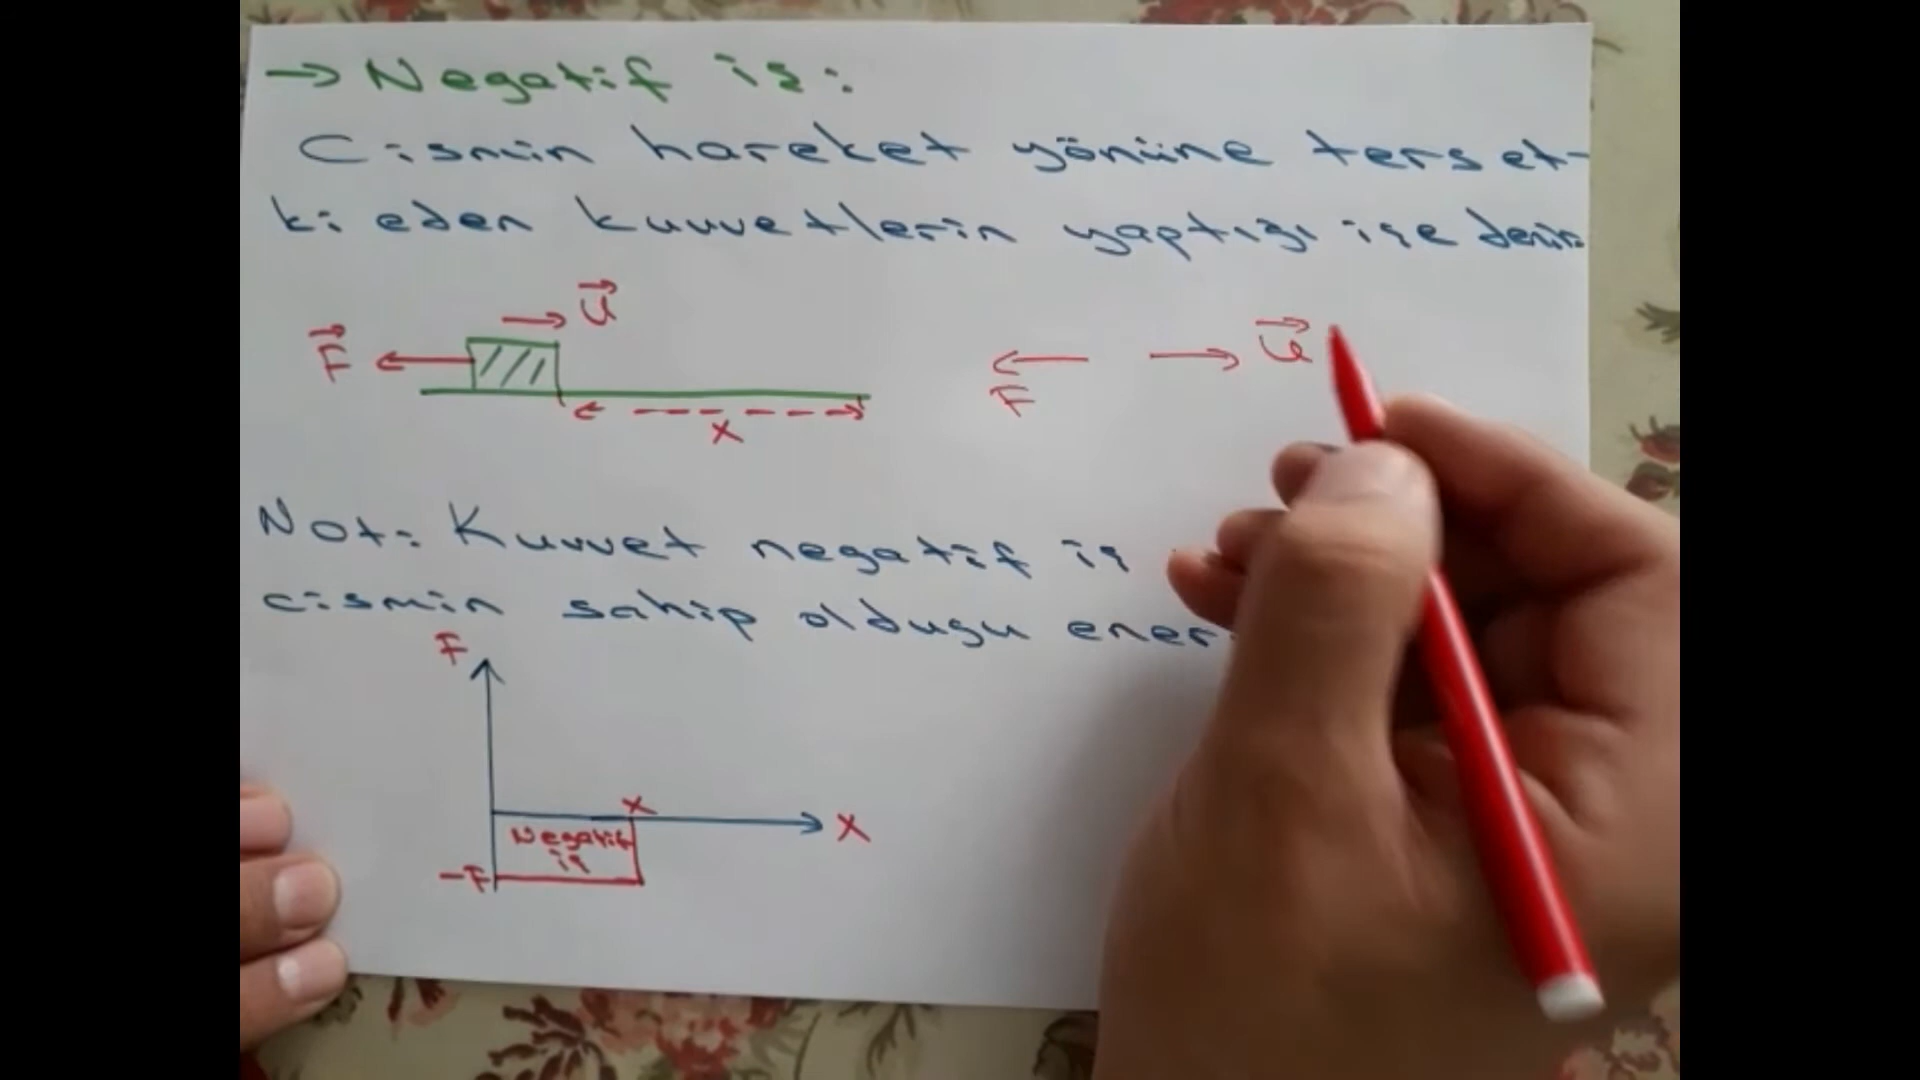 → Negatif iş:
Cismin hareket yönüne ters et-
ki eden kuvvetlerin yaptığı işe denir.
F
v
x
F
v
Not: Kuvvet negatif iş
cismin sahip olduğu
F
x
x
Negatif
iş
-F